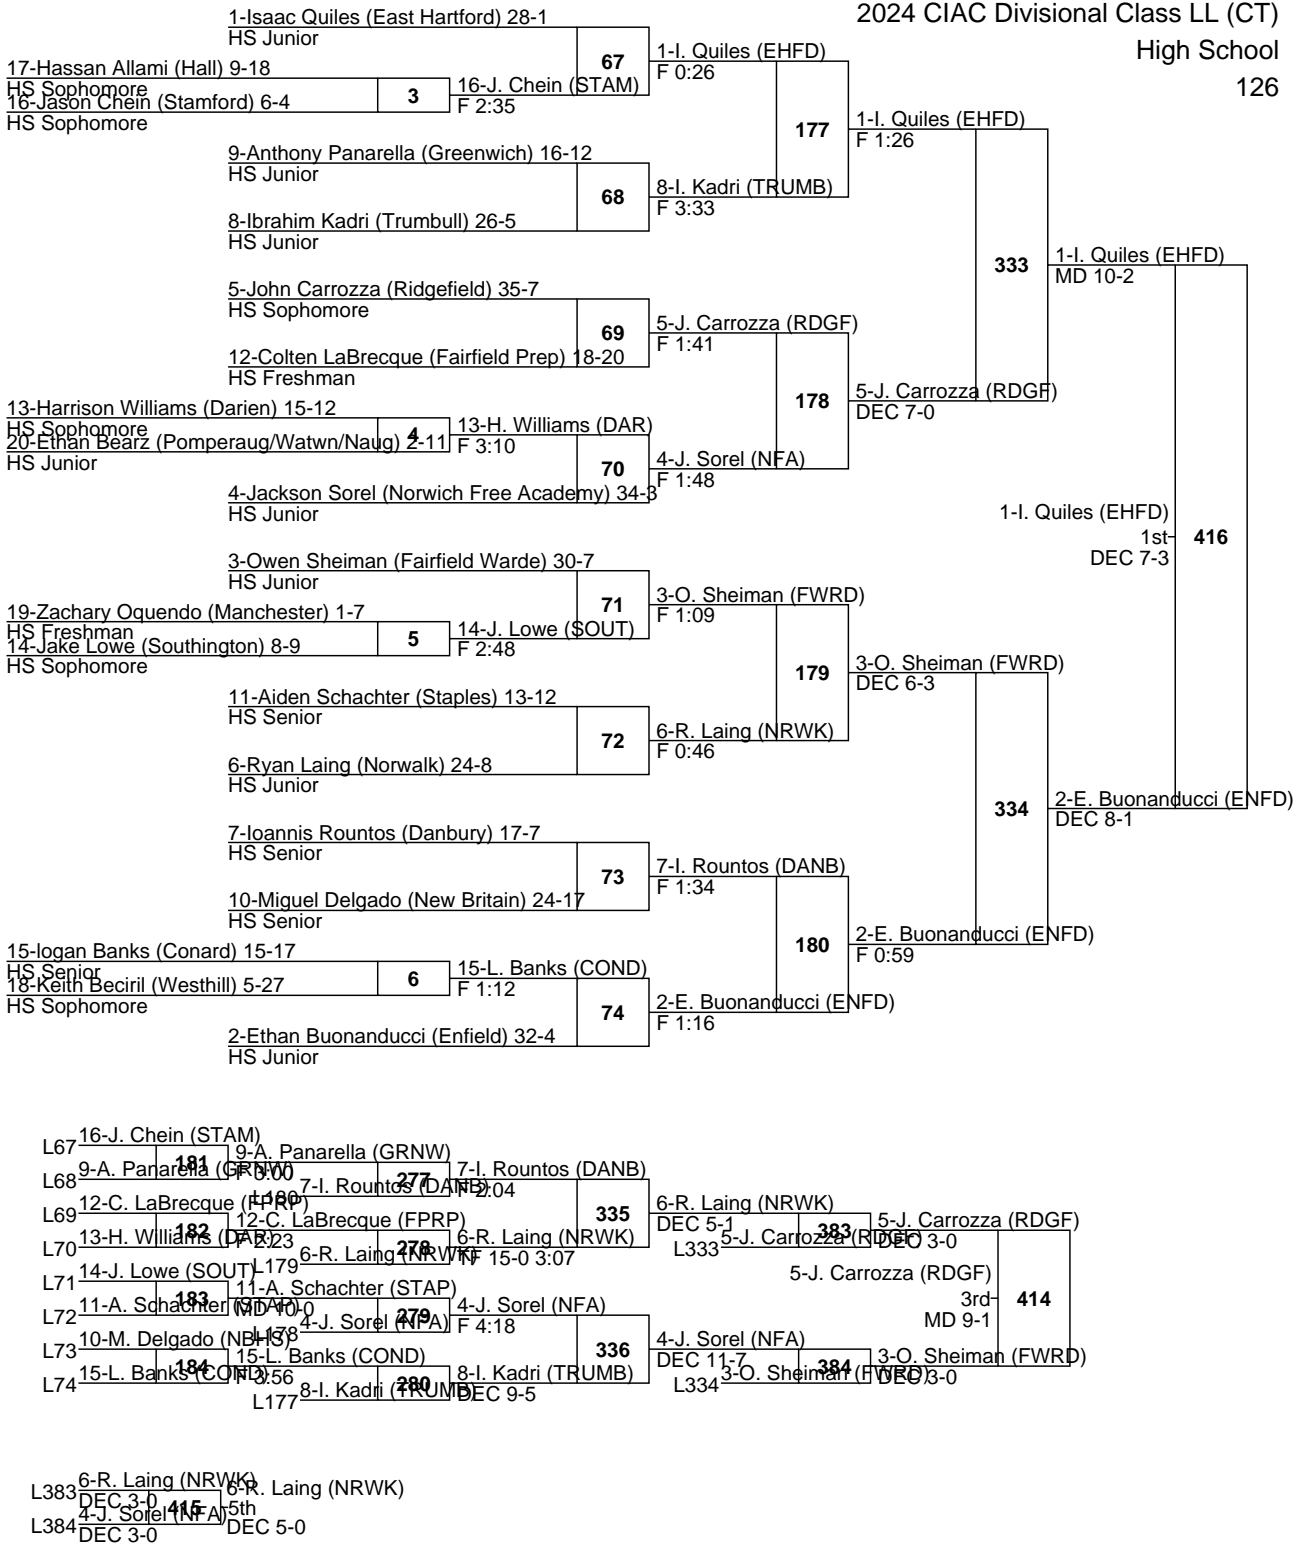 2024 CIAC Divisional Class LL (CT)
High School
126
1-Isaac Quiles (East Hartford) 28-1
HS Junior
67
1-I. Quiles (EHFD)
F 0:26
17-Hassan Allami (Hall) 9-18
HS Sophomore
16-Jason Chein (Stamford) 6-4
HS Sophomore
3
16-J. Chein (STAM)
F 2:35
177
1-I. Quiles (EHFD)
F 1:26
9-Anthony Panarella (Greenwich) 16-12
HS Junior
68
8-I. Kadri (TRUMB)
F 3:33
8-Ibrahim Kadri (Trumbull) 26-5
HS Junior
333
1-I. Quiles (EHFD)
MD 10-2
5-John Carrozza (Ridgefield) 35-7
HS Sophomore
69
5-J. Carrozza (RDGF)
F 1:41
12-Colten LaBrecque (Fairfield Prep) 18-20
HS Freshman
178
5-J. Carrozza (RDGF)
DEC 7-0
13-Harrison Williams (Darien) 15-12
HS Sophomore
20-Ethan Bearz (Pomperaug/Watwn/Naug) 2-11
HS Junior
4
13-H. Williams (DAR)
F 3:10
70
4-J. Sorel (NFA)
F 1:48
4-Jackson Sorel (Norwich Free Academy) 34-3
HS Junior
1-I. Quiles (EHFD)
1st
DEC 7-3
416
3-Owen Sheiman (Fairfield Warde) 30-7
HS Junior
71
3-O. Sheiman (FWRD)
F 1:09
19-Zachary Oquendo (Manchester) 1-7
HS Freshman
14-Jake Lowe (Southington) 8-9
HS Sophomore
5
14-J. Lowe (SOUT)
F 2:48
179
3-O. Sheiman (FWRD)
DEC 6-3
11-Aiden Schachter (Staples) 13-12
HS Senior
72
6-R. Laing (NRWK)
F 0:46
6-Ryan Laing (Norwalk) 24-8
HS Junior
334
2-E. Buonanducci (ENFD)
DEC 8-1
7-Ioannis Rountos (Danbury) 17-7
HS Senior
73
7-I. Rountos (DANB)
F 1:34
10-Miguel Delgado (New Britain) 24-17
HS Senior
180
2-E. Buonanducci (ENFD)
F 0:59
15-logan Banks (Conard) 15-17
HS Senior
18-Keith Beciril (Westhill) 5-27
HS Sophomore
6
15-L. Banks (COND)
F 1:12
74
2-E. Buonanducci (ENFD)
F 1:16
2-Ethan Buonanducci (Enfield) 32-4
HS Junior
L67
16-J. Chein (STAM)
181
L68
9-A. Panarella (GRNW)
9-A. Panarella (GRNW)
F 3:00
277
L180
7-I. Rountos (DANB)
7-I. Rountos (DANB)
F 2:04
L69
12-C. LaBrecque (FPRP)
182
L70
13-H. Williams (DAR)
12-C. LaBrecque (FPRP)
F 2:23
278
L179
6-R. Laing (NRWK)
6-R. Laing (NRWK)
TF 15-0 3:07
335
6-R. Laing (NRWK)
DEC 5-1
L333
5-J. Carrozza (RDGF)
383
5-J. Carrozza (RDGF)
DEC 3-0
L71
14-J. Lowe (SOUT)
183
L72
11-A. Schachter (STAP)
11-A. Schachter (STAP)
MD 10-0
279
L178
4-J. Sorel (NFA)
4-J. Sorel (NFA)
F 4:18
5-J. Carrozza (RDGF)
3rd
MD 9-1
414
L73
10-M. Delgado (NBHS)
184
L74
15-L. Banks (COND)
15-L. Banks (COND)
F 3:56
280
L177
8-I. Kadri (TRUMB)
8-I. Kadri (TRUMB)
DEC 9-5
336
4-J. Sorel (NFA)
DEC 11-7
L334
3-O. Sheiman (FWRD)
384
3-O. Sheiman (FWRD)
DEC 3-0
L383
6-R. Laing (NRWK)
DEC 3-0
415
L384
4-J. Sorel (NFA)
DEC 3-0
6-R. Laing (NRWK)
5th
DEC 5-0